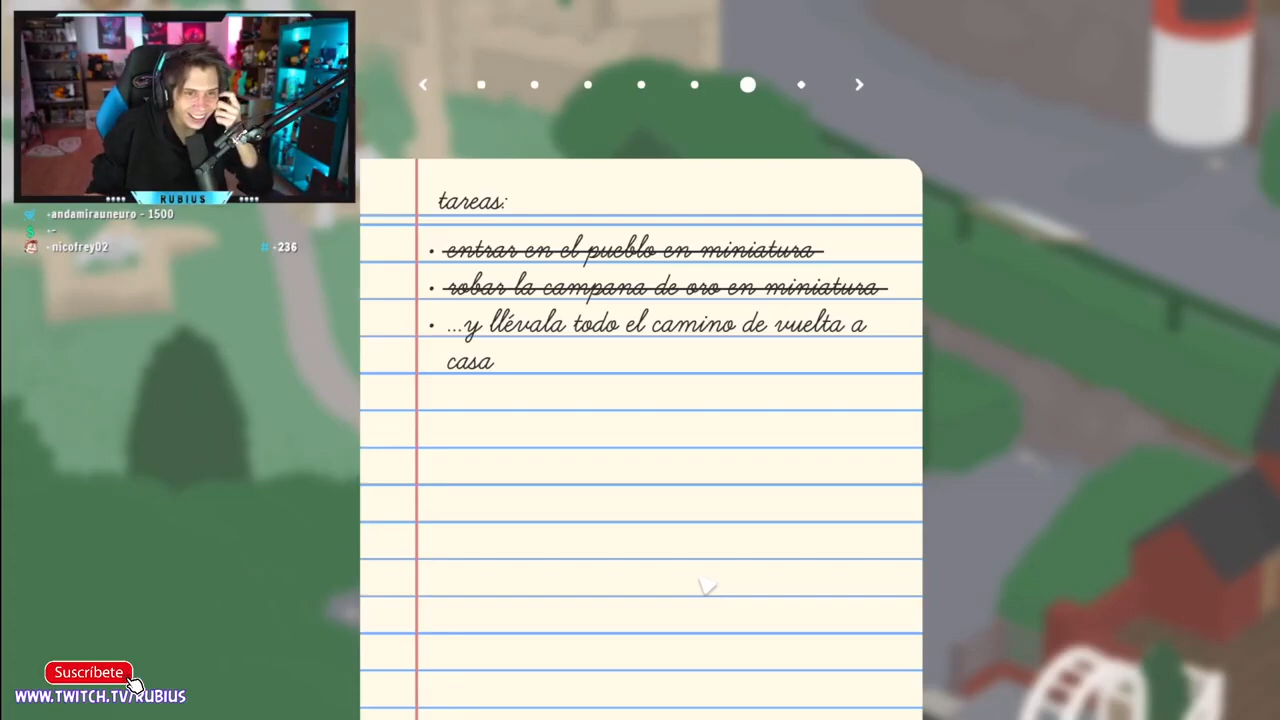 RUBIUS
-andamirauneuro - 1500
--
-nicofrey02 #-236
tareas:
• entrar en el pueblo en miniatura
• robar la campana de oro en miniatura
• ...y llévala todo el camino de vuelta a
casa
Suscríbete
WWW.TWITCH.TV/RUBIUS